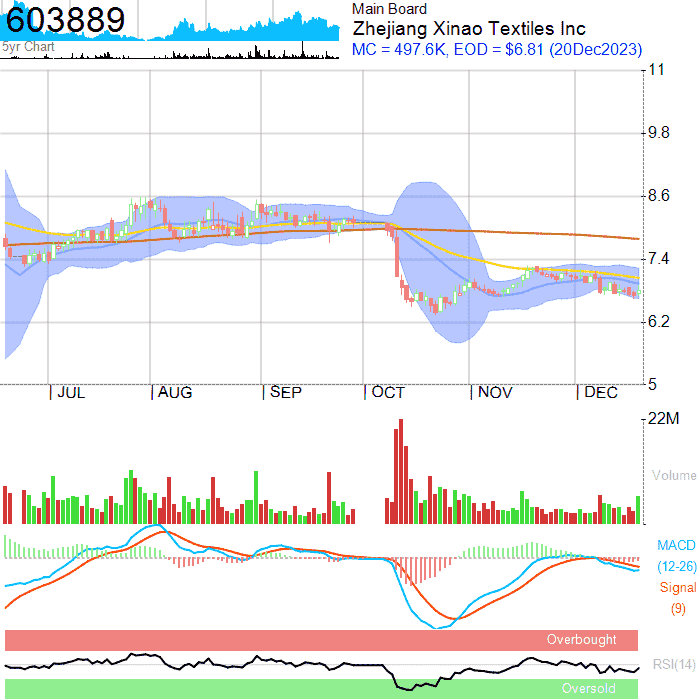 603889
5yr Chart
Main Board
Zhejiang Xinao Textiles Inc
MC = 497.6K, EOD = $6.81 (20Dec2023)
11
9.8
8.6
7.4
6.2
5
JUL AUG SEP OCT NOV DEC
22M
Volume
MACD
(12-26)
Signal
(9)
Overbought
RSI(14)
Oversold